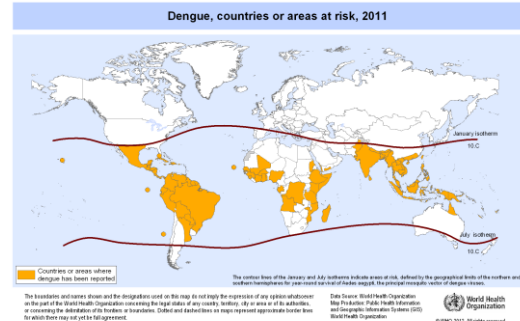 Dengue, countries or areas at risk, 2011
January Isotherm
10.C
July isotherm
10.C
Countries or areas where
dengue has been reported
The contour lines of the January and July isotherms indicate areas at risk, defined by the geographical limits of the northern and
southern hemispheres for year-round survival of Aedes aegypti, the principal mosquito vector of dengue viruses.
The boundaries and names shown and the designations used on this map do not imply the expression of any opinion whatsoever
on the part of the World Health Organization concerning the legal status of any country, territory, city or area or of its authorities,
or concerning the delimitation of its frontiers or boundaries. Dotted and dashed lines on maps represent approximate border lines
for which there may not yet be full agreement.
Data Source: World Health Organization
Map Production: Public Health Information
and Geographic Information Systems (GIS)
World Health Organization
World Health
Organization
© WHO 2012. All rights reserved